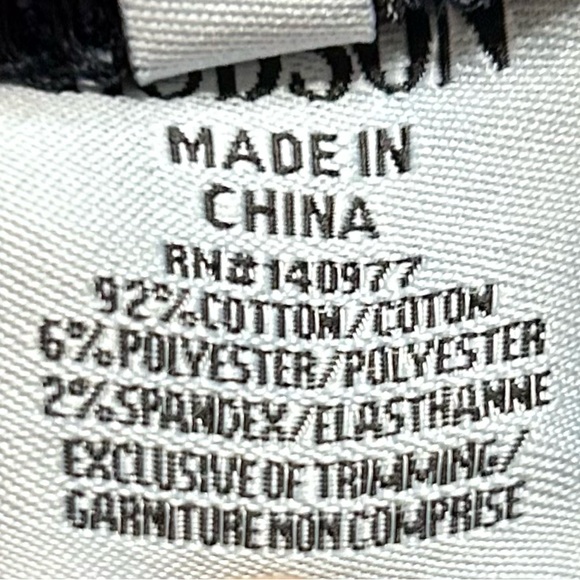 MADE IN
CHINA
RN#140977
92%COTTON/COTON
6%POLYESTER/POLYESTER
2%SPANDEX/ELASTHANNE
EXCLUSIVE OF TRIMMING/
GARNITURE NON COMPRISE